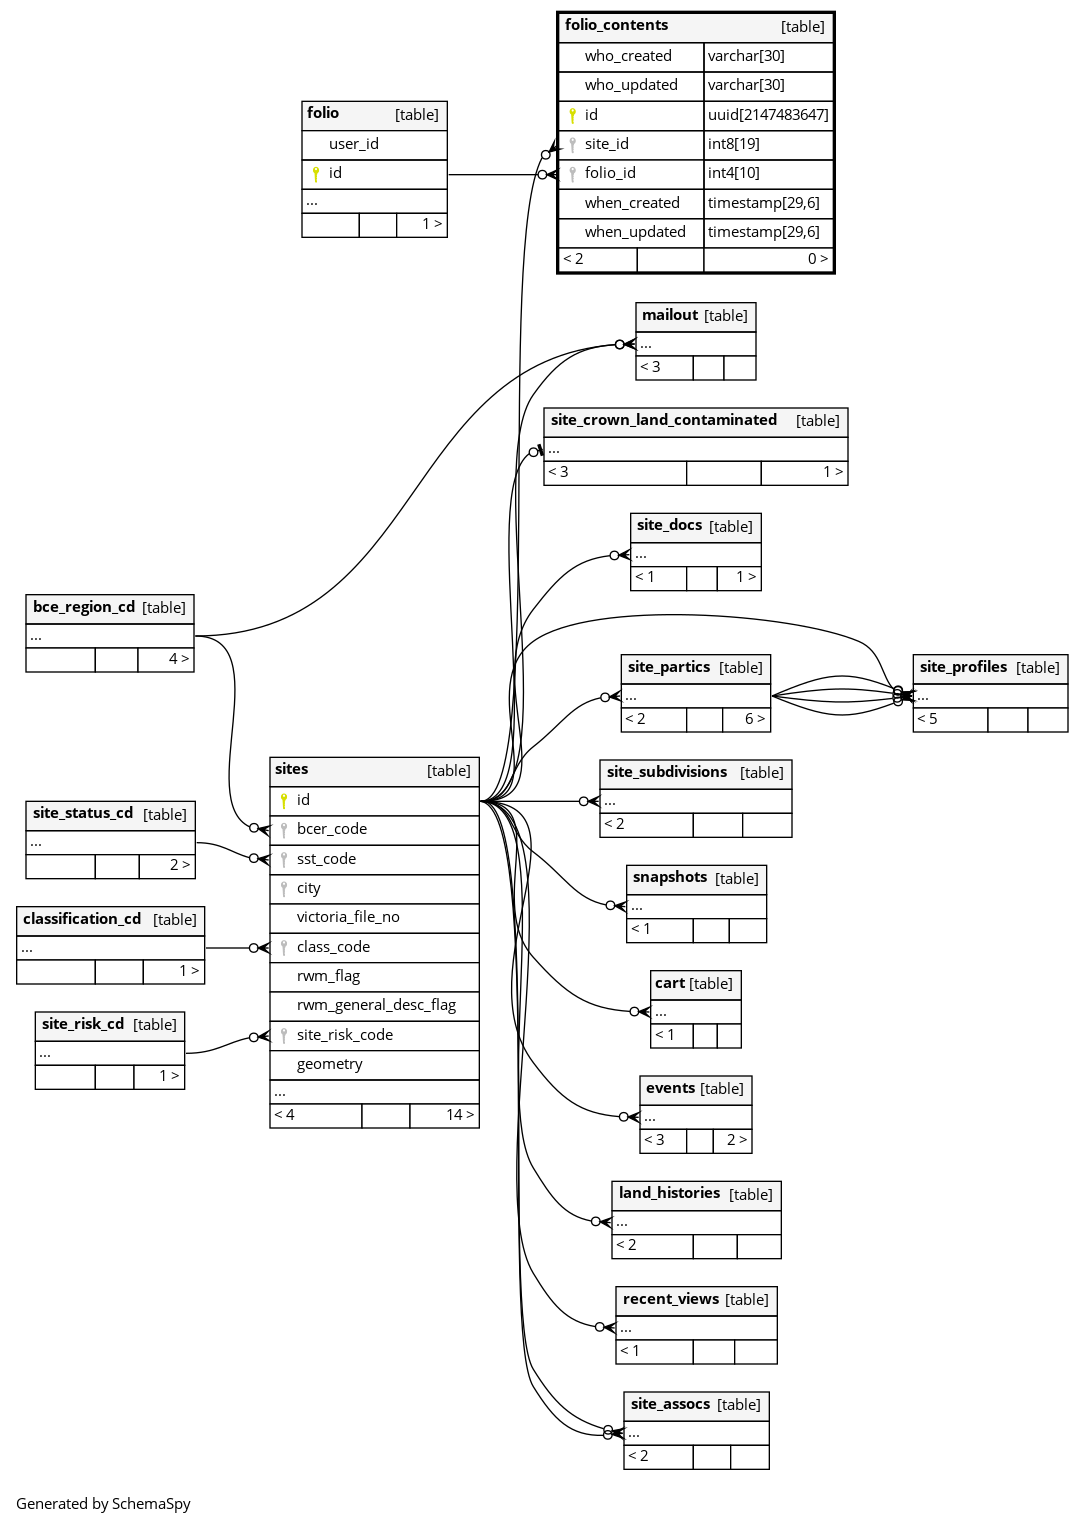 folio_contents [table]
who_created varchar[30]
who_updated varchar[30]
id uuid[2147483647]
site_id int8[19]
folio_id int4[10]
when_created timestamp[29,6]
when_updated timestamp[29,6]
< 2 0 >
folio [table]
user_id
id
...
1 >
mailout [table]
...
< 3
site_crown_land_contaminated [table]
...
< 3 1 >
site_docs [table]
...
< 1 1 >
bce_region_cd [table]
...
4 >
site_partics [table]
...
< 2 6 >
site_profiles [table]
...
< 5
sites [table]
id
bcer_code
sst_code
city
victoria_file_no
class_code
rwm_flag
rwm_general_desc_flag
site_risk_code
geometry
...
< 4 14 >
site_status_cd [table]
...
2 >
classification_cd [table]
...
1 >
site_risk_cd [table]
...
1 >
site_subdivisions [table]
...
< 2
snapshots [table]
...
< 1
cart [table]
...
< 1
events [table]
...
< 3 2 >
land_histories [table]
...
< 2
recent_views [table]
...
< 1
site_assocs [table]
...
< 2
Generated by SchemaSpy